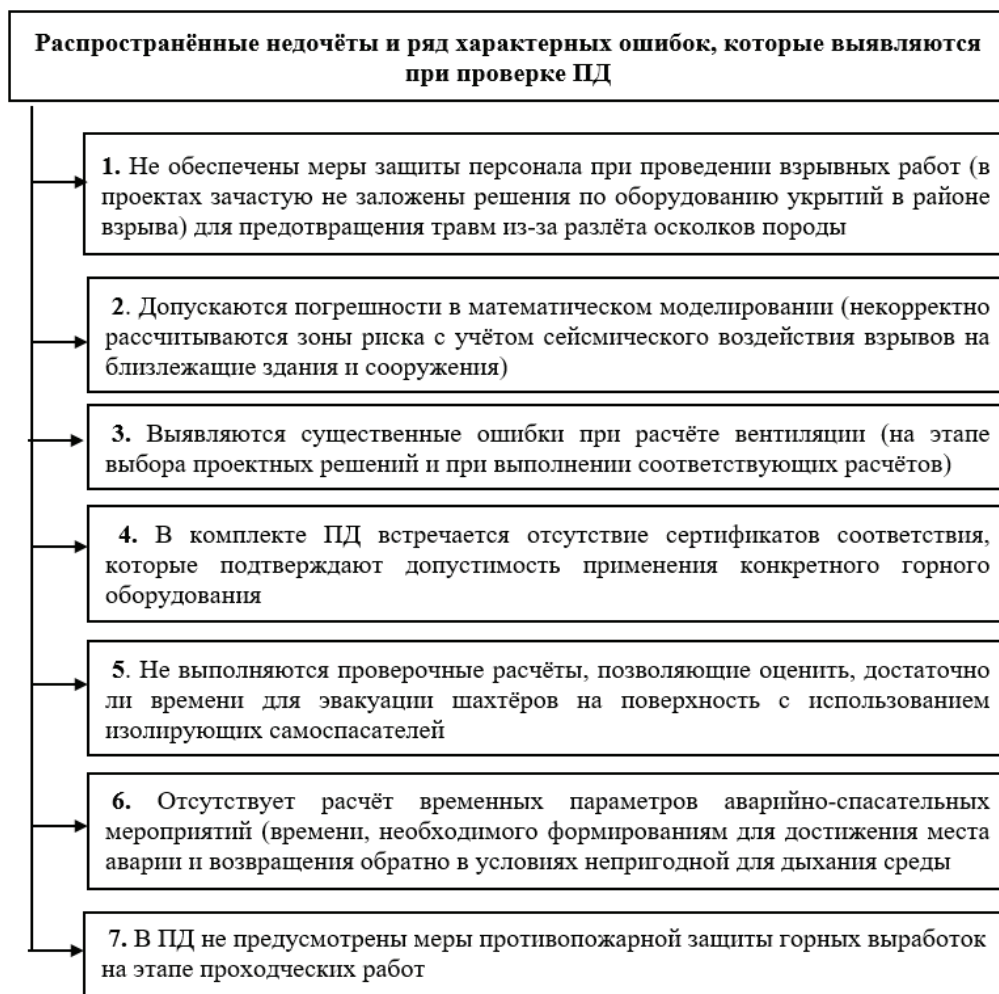 Распространённые недочёты и ряд характерных ошибок, которые выявляются
при проверке ПД
1. Не обеспечены меры защиты персонала при проведении взрывных работ (в
проектах зачастую не заложены решения по оборудованию укрытий в районе
взрыва) для предотвращения травм из-за разлёта осколков породы
2. Допускаются погрешности в математическом моделировании (некорректно
рассчитываются зоны риска с учётом сейсмического воздействия взрывов на
близлежащие здания и сооружения)
3. Выявляются существенные ошибки при расчёте вентиляции (на этапе
выбора проектных решений и при выполнении соответствующих расчётов)
4. В комплекте ПД встречается отсутствие сертификатов соответствия,
которые подтверждают допустимость применения конкретного горного
оборудования
5. Не выполняются проверочные расчёты, позволяющие оценить, достаточно
ли времени для эвакуации шахтёров на поверхность с использованием
изолирующих самоспасателей
6. Отсутствует расчёт временных параметров аварийно-спасательных
мероприятий (времени, необходимого формированиям для достижения места
аварии и возвращения обратно в условиях непригодной для дыхания среды
7. В ПД не предусмотрены меры противопожарной защиты горных выработок
на этапе проходческих работ